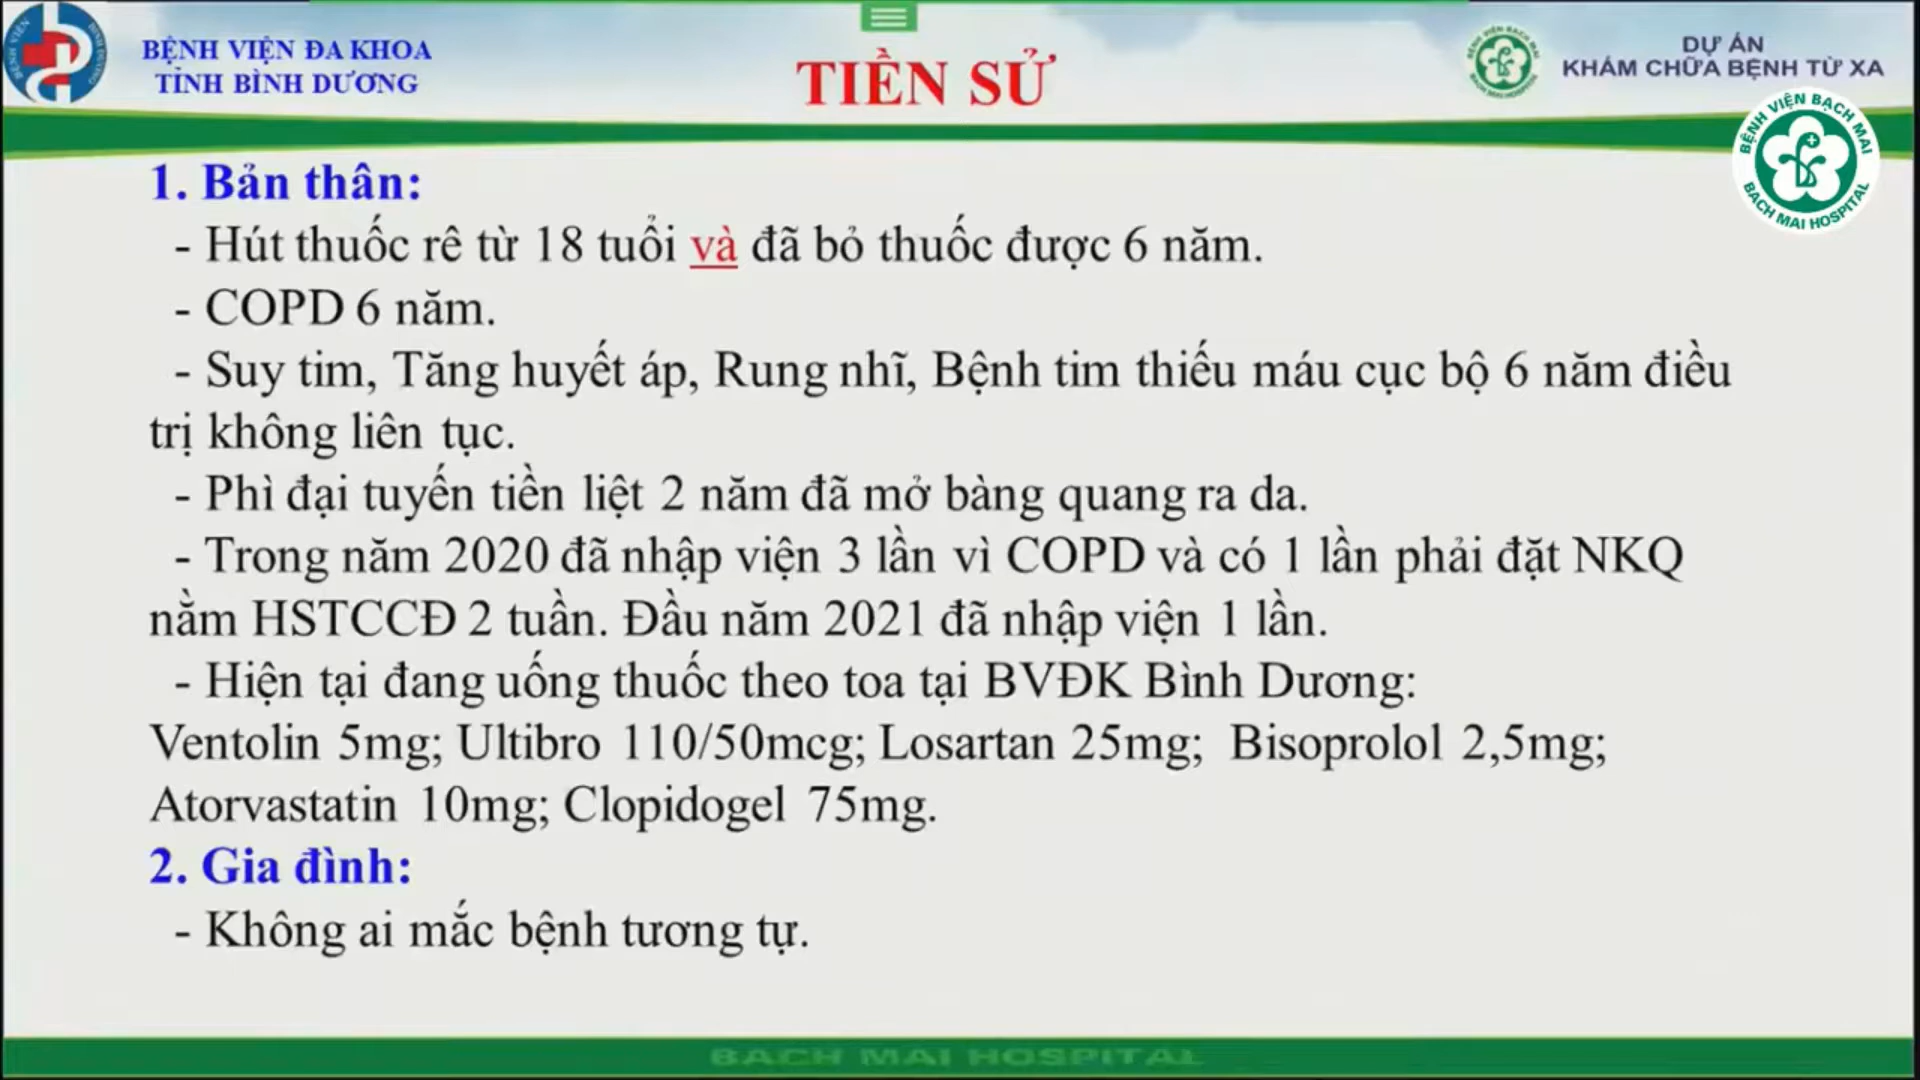 BỆNH VIỆN ĐA KHOA
TỈNH BÌNH DƯƠNG
TIỀN SỬ
DỰ ÁN
KHÁM CHỮA BỆNH TỪ XA
BỆNH VIỆN BẠCH MAI
BACH MAI HOSPITAL
1. Bản thân:
- Hút thuốc rê từ 18 tuổi và đã bỏ thuốc được 6 năm.
- COPD 6 năm.
- Suy tim, Tăng huyết áp, Rung nhĩ, Bệnh tim thiếu máu cục bộ 6 năm điều
trị không liên tục.
- Phì đại tuyến tiền liệt 2 năm đã mở bàng quang ra da.
- Trong năm 2020 đã nhập viện 3 lần vì COPD và có 1 lần phải đặt NKQ
nằm HSTCCĐ 2 tuần. Đầu năm 2021 đã nhập viện 1 lần.
- Hiện tại đang uống thuốc theo toa tại BVĐK Bình Dương:
Ventolin 5mg; Ultibro 110/50mcg; Losartan 25mg; Bisoprolol 2,5mg;
Atorvastatin 10mg; Clopidogel 75mg.
2. Gia đình:
- Không ai mắc bệnh tương tự.
BACH MAI HOSPITAL